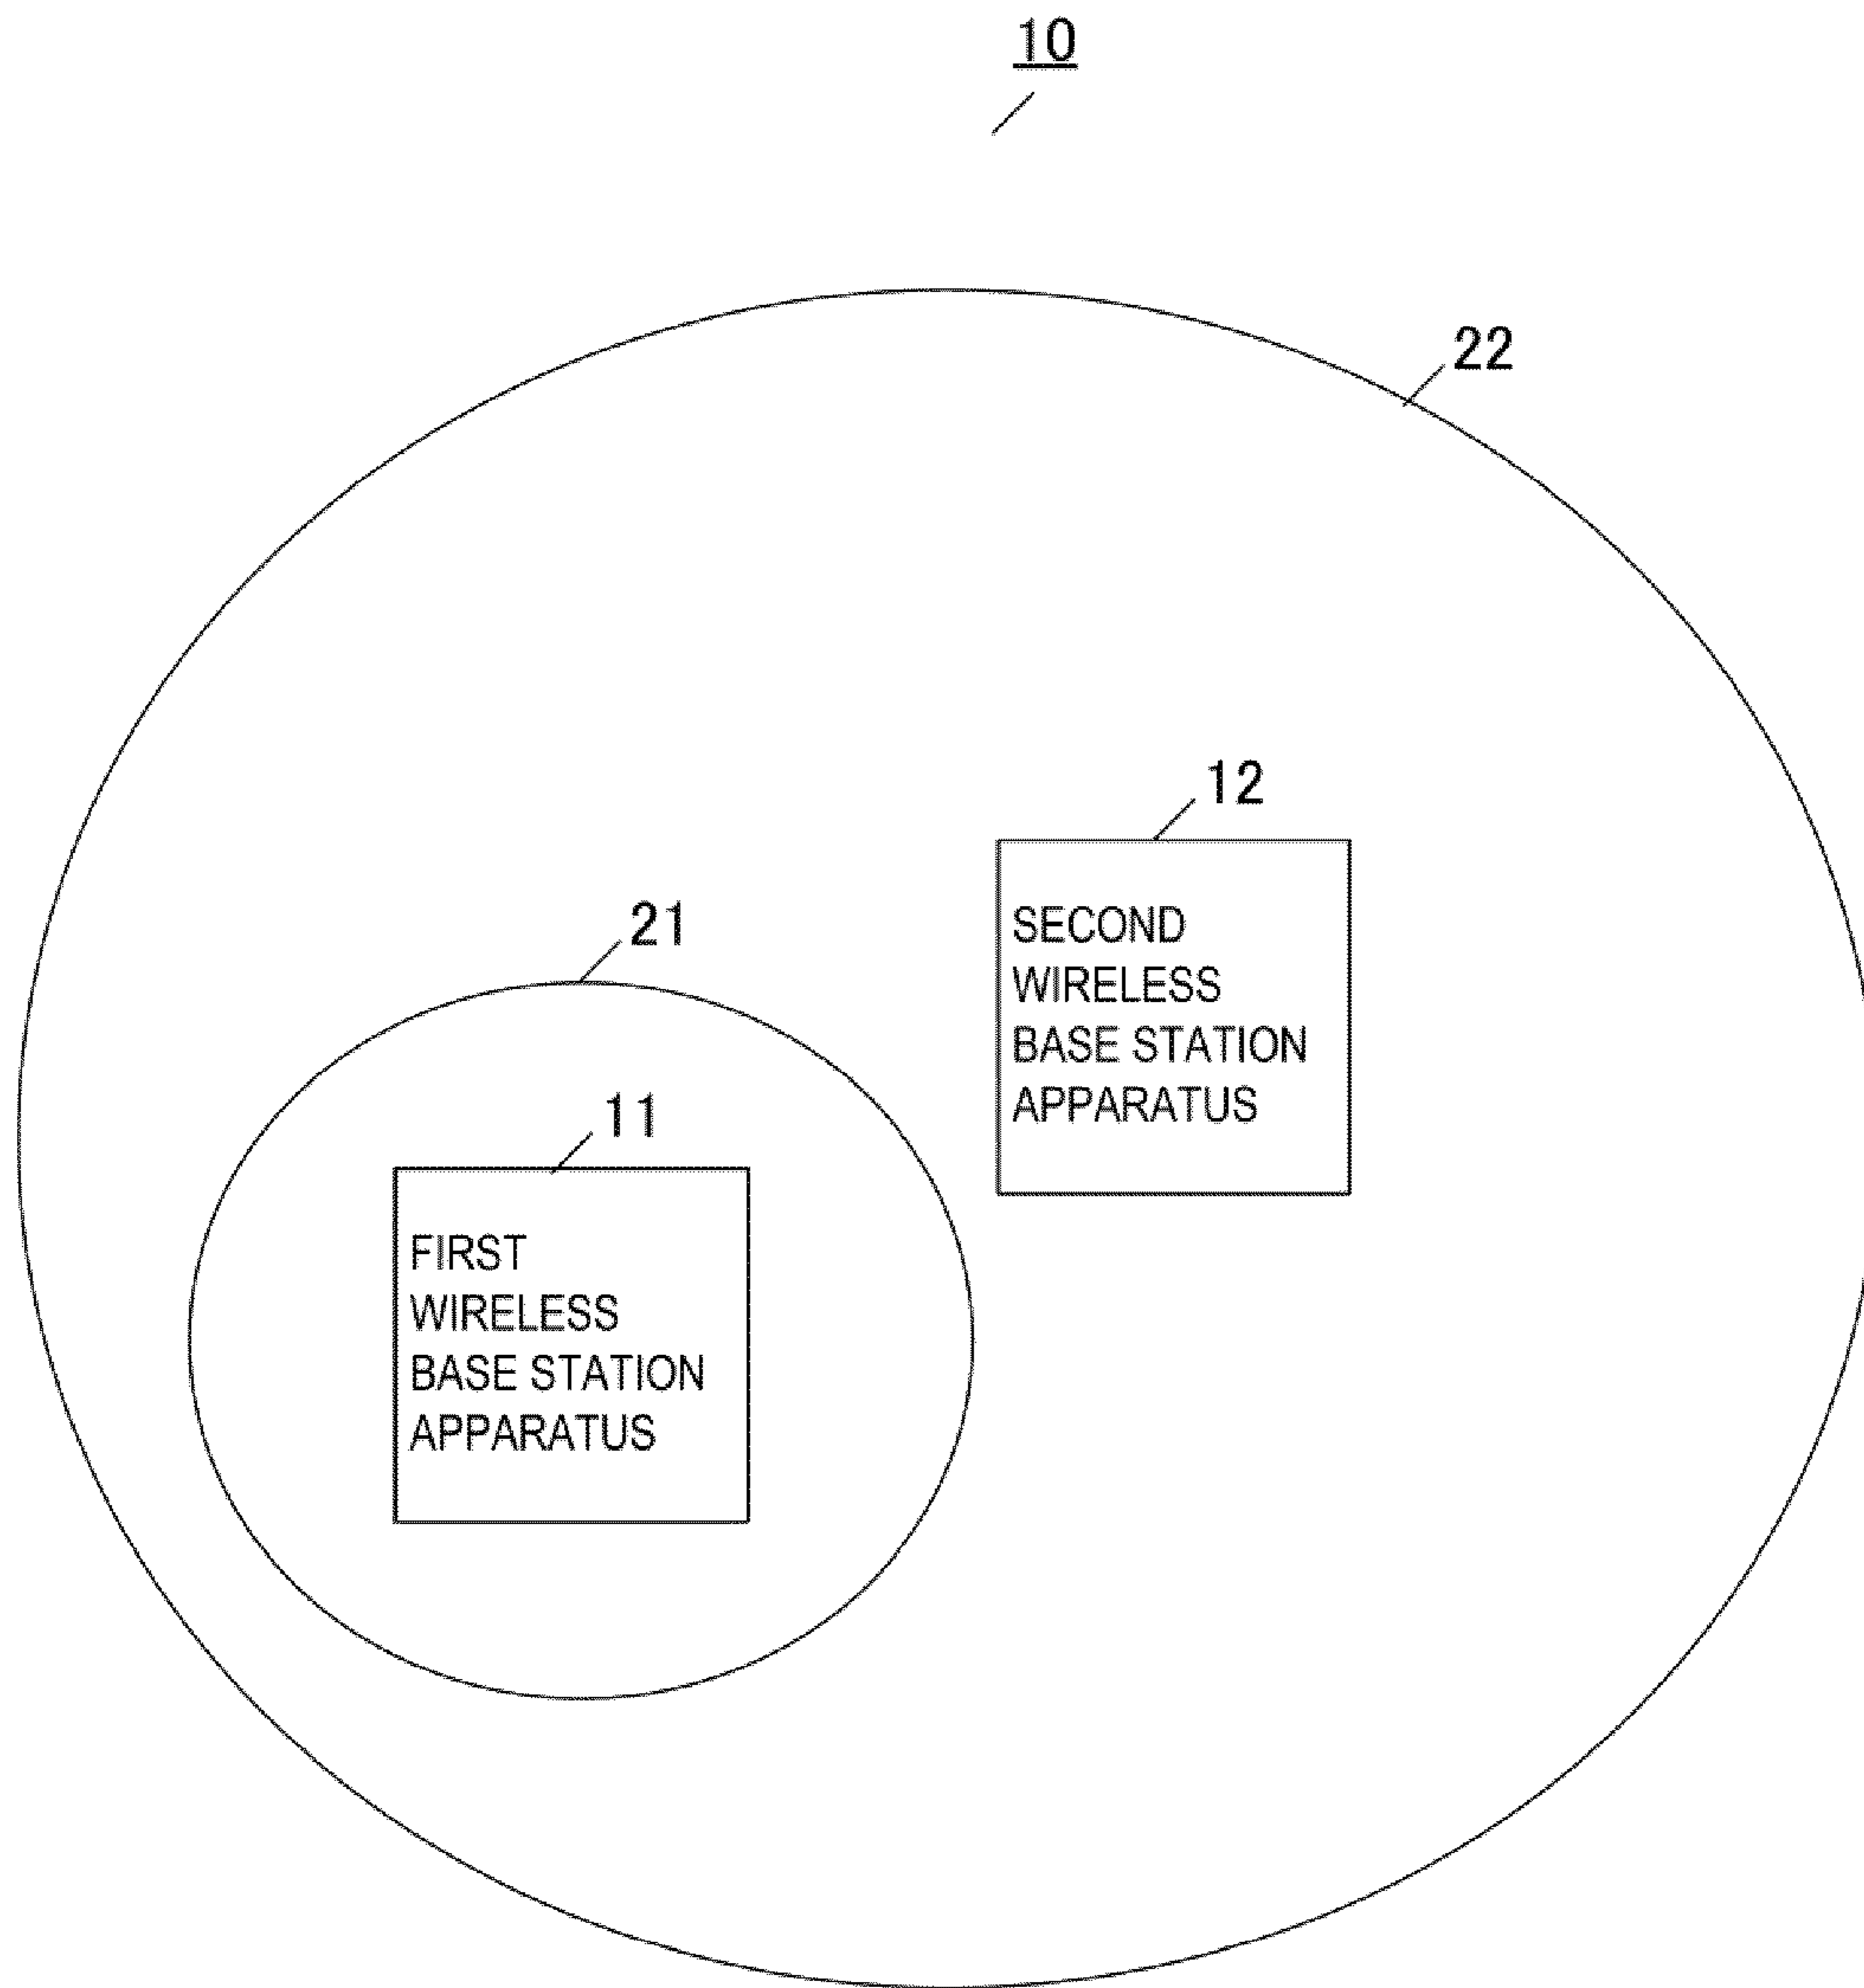 10
22
12
SECOND
WIRELESS
BASE STATION
APPARATUS
21
11
FIRST
WIRELESS
BASE STATION
APPARATUS